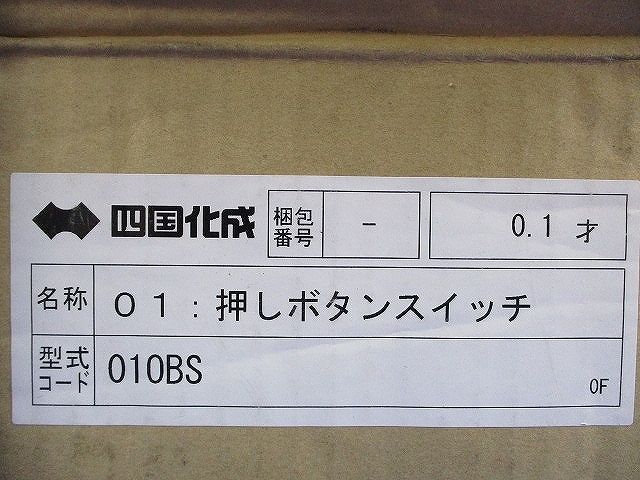 四国化成 梱包番号 - 0.1 才
名称 01:押しボタンスイッチ
型式コード 010BS
0F